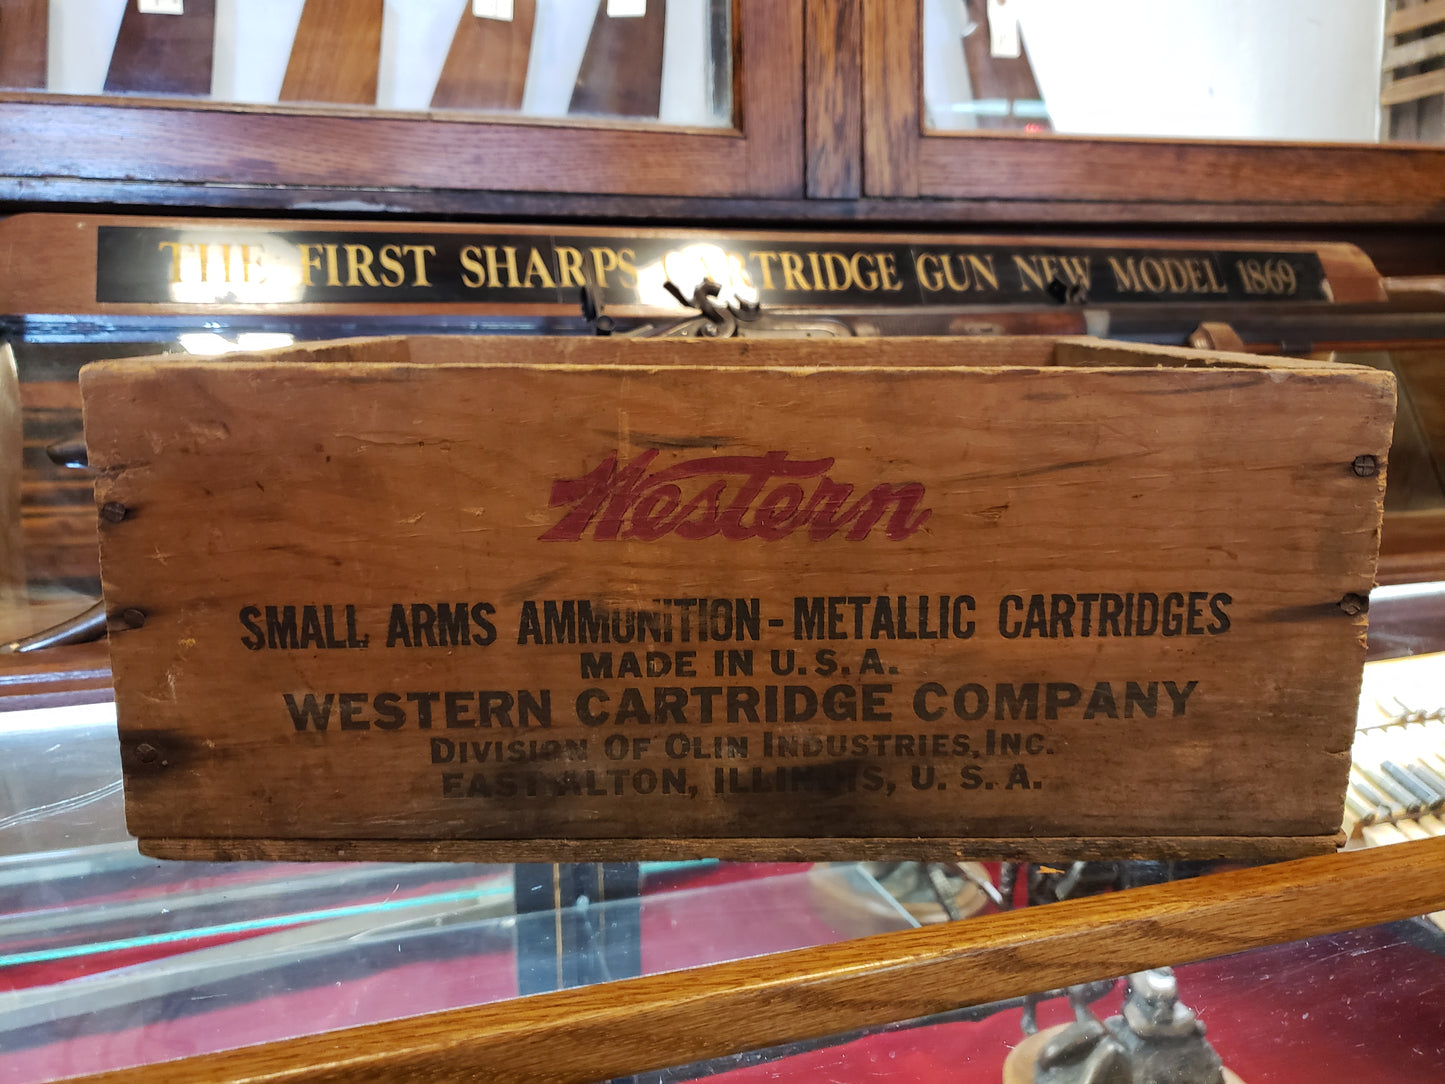 THE FIRST SHARPS CARTRIDGE GUN NEW MODEL 1869
Western
SMALL ARMS AMMUNITION-METALLIC CARTRIDGES
MADE IN U.S.A.
WESTERN CARTRIDGE COMPANY
DIVISION OF OLIN INDUSTRIES, INC.
EAST ALTON, ILLINOIS, U. S. A.